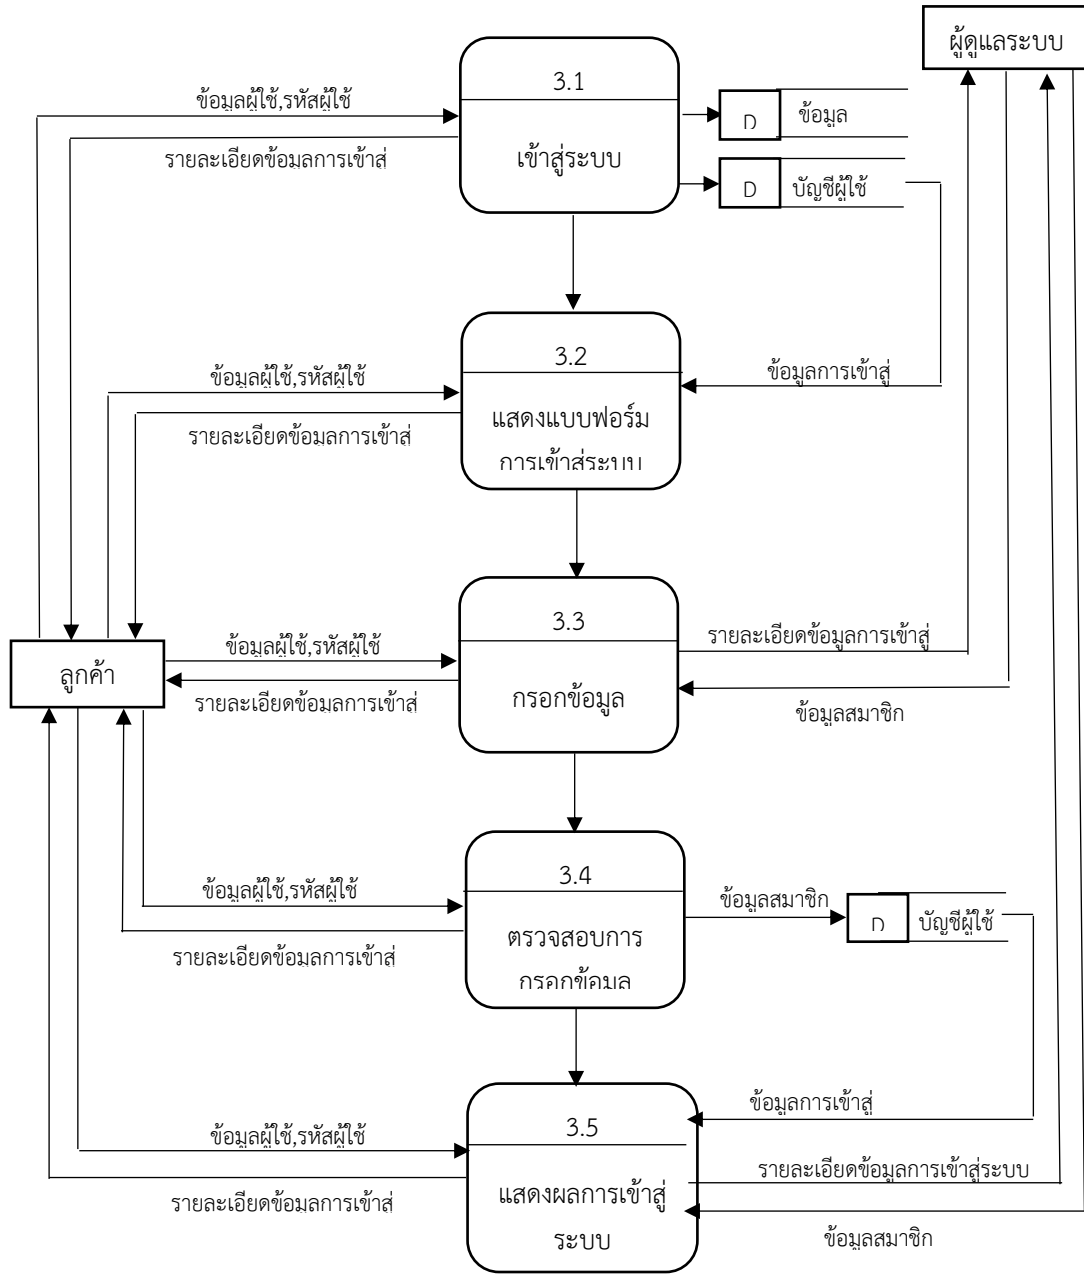 ผู้ดูแลระบบ
3.1
ข้อมูลผู้ใช้,รหัสผู้ใช้
D
ข้อมูล
เข้าสู่ระบบ
รายละเอียดข้อมูลการเข้าสู่
D
บัญชีผู้ใช้
3.2
ข้อมูลผู้ใช้,รหัสผู้ใช้
ข้อมูลการเข้าสู่
แสดงแบบฟอร์ม
การเข้าสู่ระบบ
รายละเอียดข้อมูลการเข้าสู่
3.3
ข้อมูลผู้ใช้,รหัสผู้ใช้
รายละเอียดข้อมูลการเข้าสู่
ลูกค้า
กรอกข้อมูล
รายละเอียดข้อมูลการเข้าสู่
ข้อมูลสมาชิก
3.4
ข้อมูลผู้ใช้,รหัสผู้ใช้
ข้อมูลสมาชิก
D
บัญชีผู้ใช้
ตรวจสอบการ
กรอกข้อมูล
รายละเอียดข้อมูลการเข้าสู่
ข้อมูลการเข้าสู่
3.5
ข้อมูลผู้ใช้,รหัสผู้ใช้
รายละเอียดข้อมูลการเข้าสู่ระบบ
แสดงผลการเข้าสู่
ระบบ
รายละเอียดข้อมูลการเข้าสู่
ข้อมูลสมาชิก